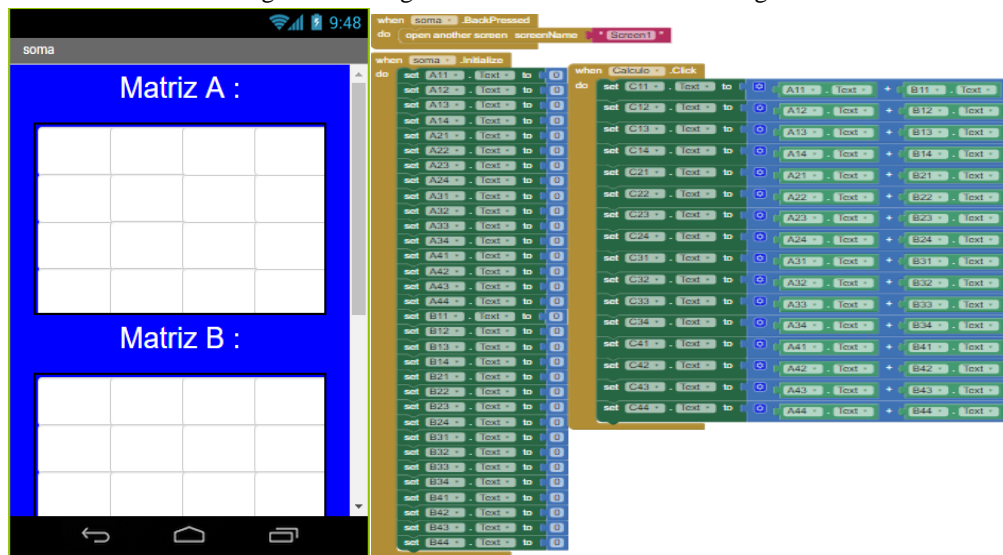 9:48
soma
Matriz A :
Matriz B :
when soma .BackPressed
do open another screen screenName " Screen1 "
when soma .Initialize
do set A11 . Text to 0
set A12 . Text to 0
set A13 . Text to 0
set A14 . Text to 0
set A21 . Text to 0
set A22 . Text to 0
set A23 . Text to 0
set A24 . Text to 0
set A31 . Text to 0
set A32 . Text to 0
set A33 . Text to 0
set A34 . Text to 0
set A41 . Text to 0
set A42 . Text to 0
set A43 . Text to 0
set A44 . Text to 0
set B11 . Text to 0
set B12 . Text to 0
set B13 . Text to 0
set B14 . Text to 0
set B21 . Text to 0
set B22 . Text to 0
set B23 . Text to 0
set B24 . Text to 0
set B31 . Text to 0
set B32 . Text to 0
set B33 . Text to 0
set B34 . Text to 0
set B41 . Text to 0
set B42 . Text to 0
set B43 . Text to 0
set B44 . Text to 0
when Calculo .Click
do set C11 . Text to A11 . Text + B11 . Text
set C12 . Text to A12 . Text + B12 . Text
set C13 . Text to A13 . Text + B13 . Text
set C14 . Text to A14 . Text + B14 . Text
set C21 . Text to A21 . Text + B21 . Text
set C22 . Text to A22 . Text + B22 . Text
set C23 . Text to A23 . Text + B23 . Text
set C24 . Text to A24 . Text + B24 . Text
set C31 . Text to A31 . Text + B31 . Text
set C32 . Text to A32 . Text + B32 . Text
set C33 . Text to A33 . Text + B33 . Text
set C34 . Text to A34 . Text + B34 . Text
set C41 . Text to A41 . Text + B41 . Text
set C42 . Text to A42 . Text + B42 . Text
set C43 . Text to A43 . Text + B43 . Text
set C44 . Text to A44 . Text + B44 . Text